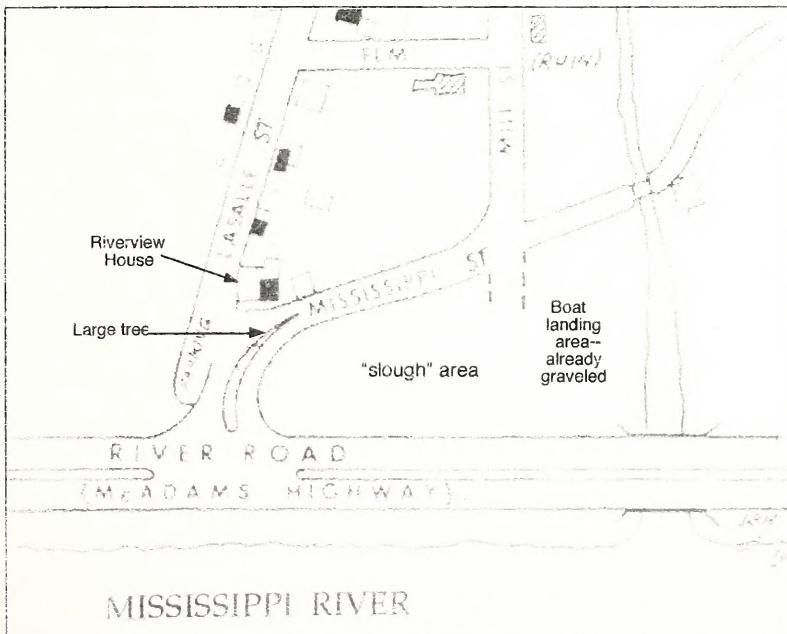 ELM
(RUIN)
MILL ST
LASALLE ST
Riverview
House
MISSISSIPPI ST
Large tree
PARKING
Boat
landing
area--
already
graveled
"slough" area
RIVER ROAD
(McADAMS HIGHWAY)
MISSISSIPPI RIVER